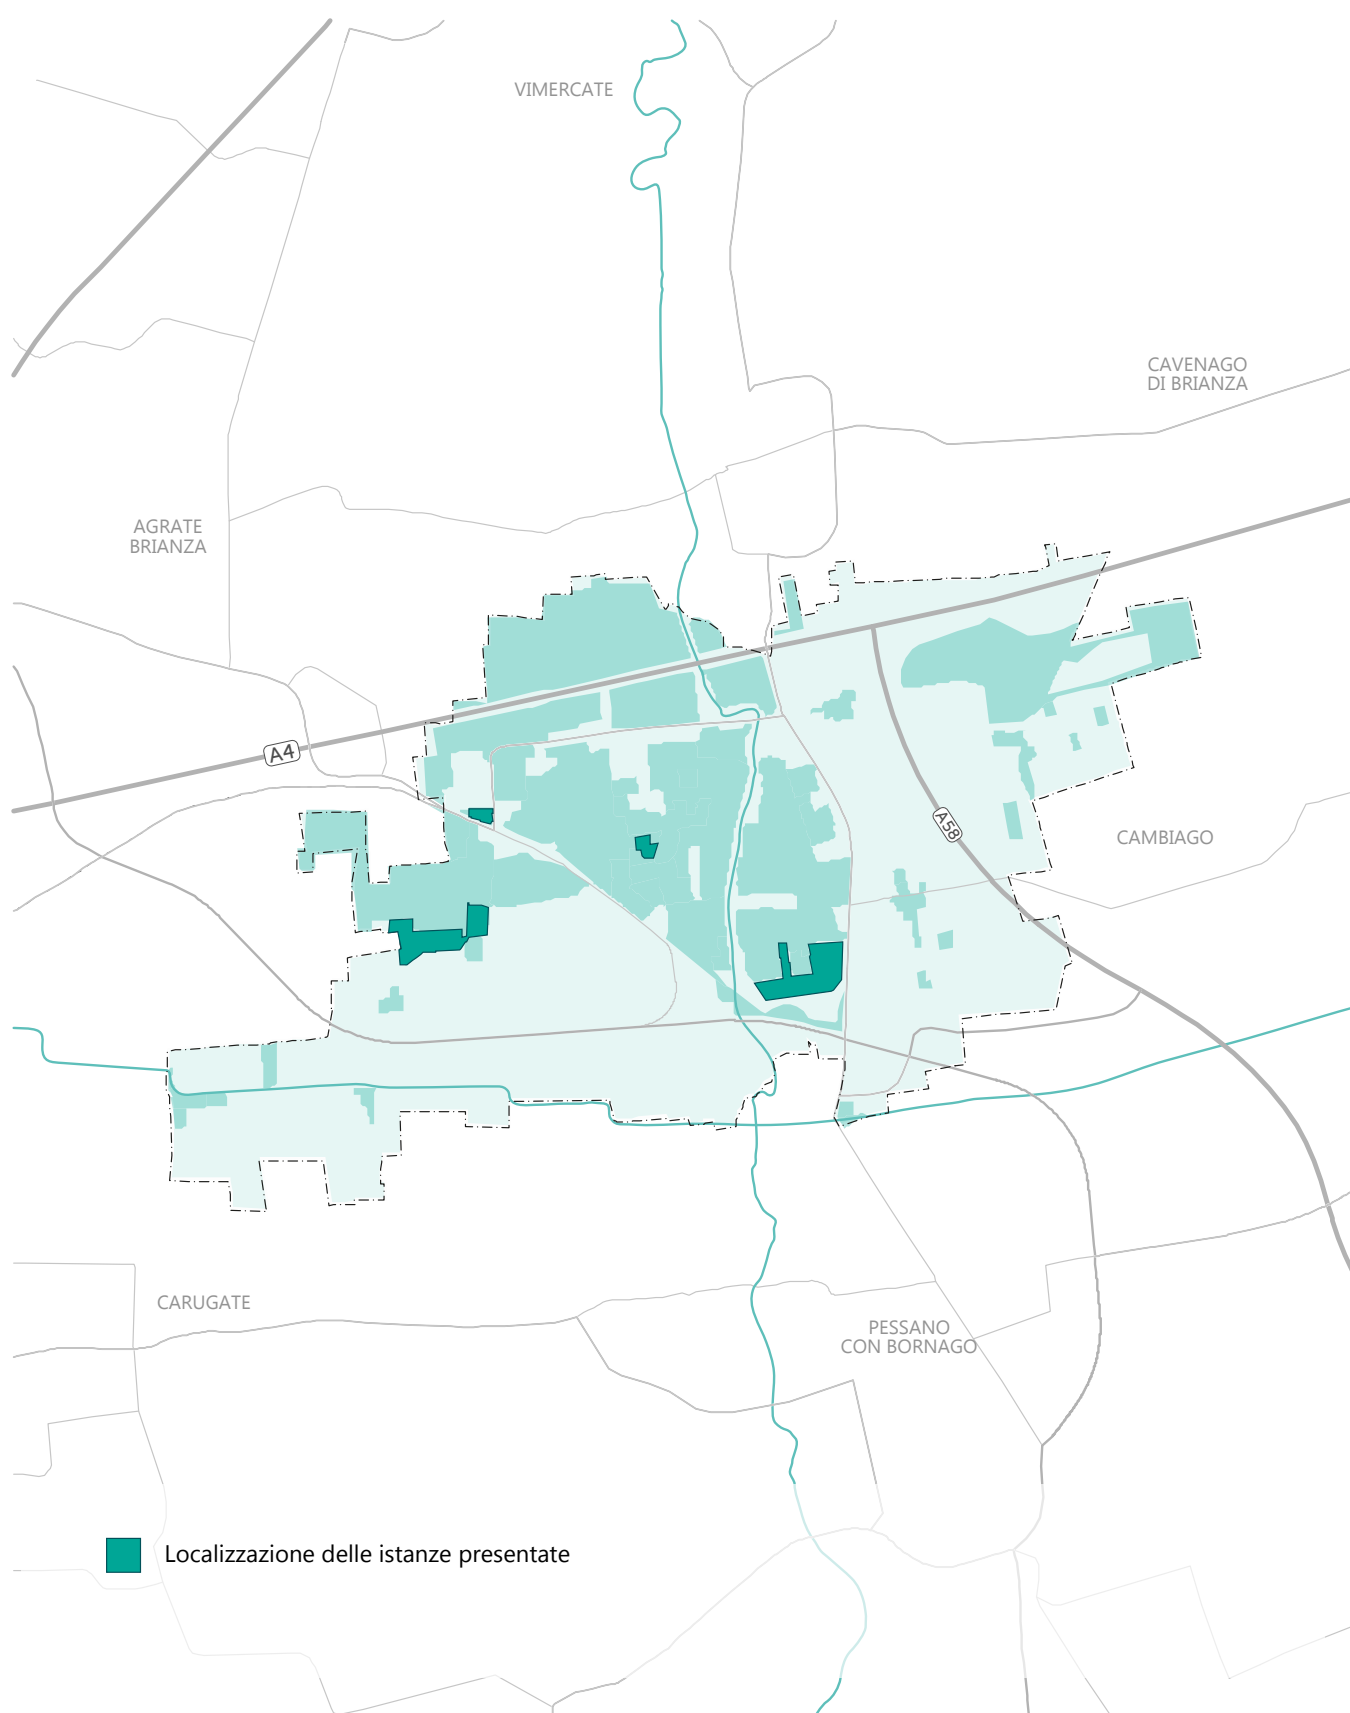 VIMERCATE
CAVENAGO
DI BRIANZA
AGRATE
BRIANZA
A4
A58
CAMBIAGO
CARUGATE
PESSANO
CON BORNAGO
Localizzazione delle istanze presentate